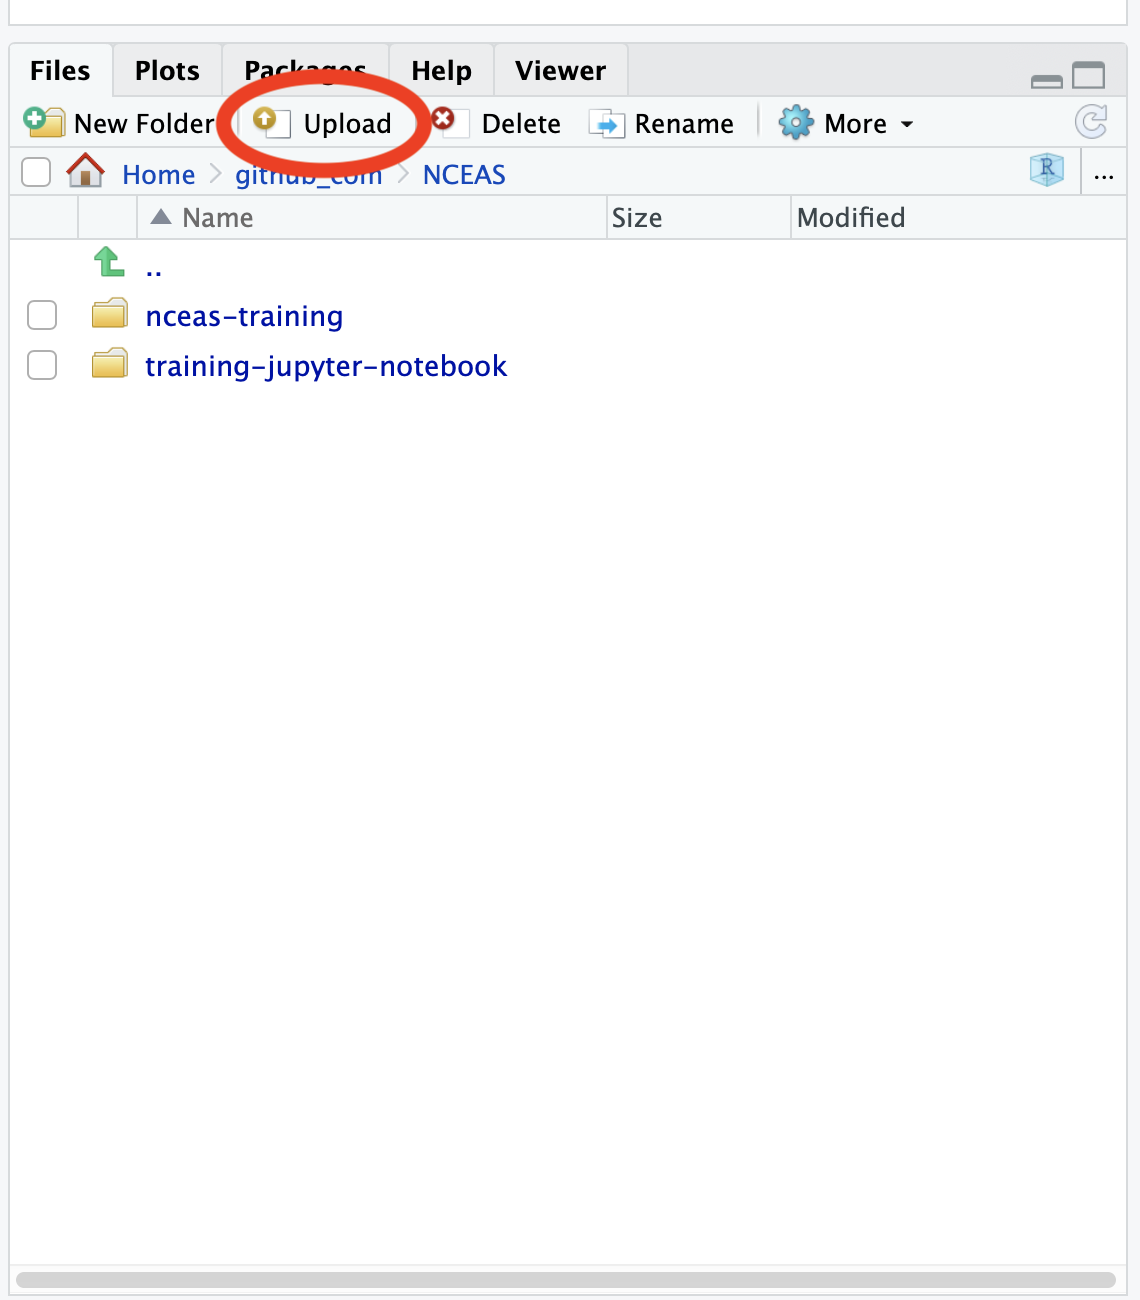 Files Plots Packages Help Viewer
New Folder Upload Delete Rename More
Home github_com NCEAS R ...
Name Size Modified
..
nceas-training
training-jupyter-notebook